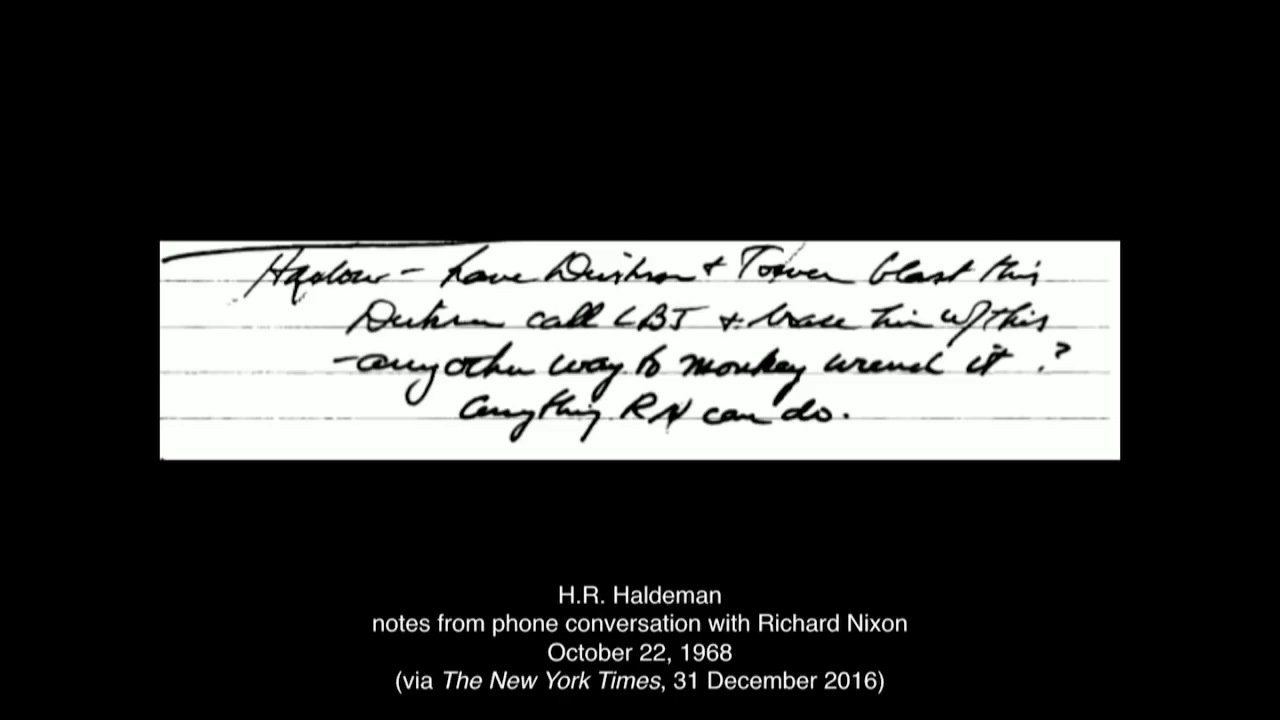 Harlow – have Dirksen + Tower blast this
Dirksen call LBJ + brace him w/this
– any other way to monkey wrench it ?
Anything RN can do.
H.R. Haldeman
notes from phone conversation with Richard Nixon
October 22, 1968
(via The New York Times, 31 December 2016)